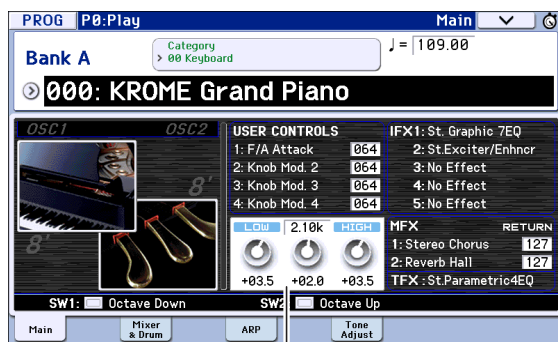 PROG P0:Play Main
Bank A
Category
00 Keyboard
♩= 109.00
000: KROME Grand Piano
OSC1 OSC2
8'
8'
USER CONTROLS
1: F/A Attack 064
2: Knob Mod. 2 064
3: Knob Mod. 3 064
4: Knob Mod. 4 064
LOW 2.10k HIGH
+03.5 +02.0 +03.5
IFX1: St. Graphic 7EQ
2: St.Exciter/Enhncr
3: No Effect
4: No Effect
5: No Effect
MFX RETURN
1: Stereo Chorus 127
2: Reverb Hall 127
TFX :St.Parametric4EQ
SW1: Octave Down SW2 Octave Up
Main Mixer & Drum ARP Tone Adjust